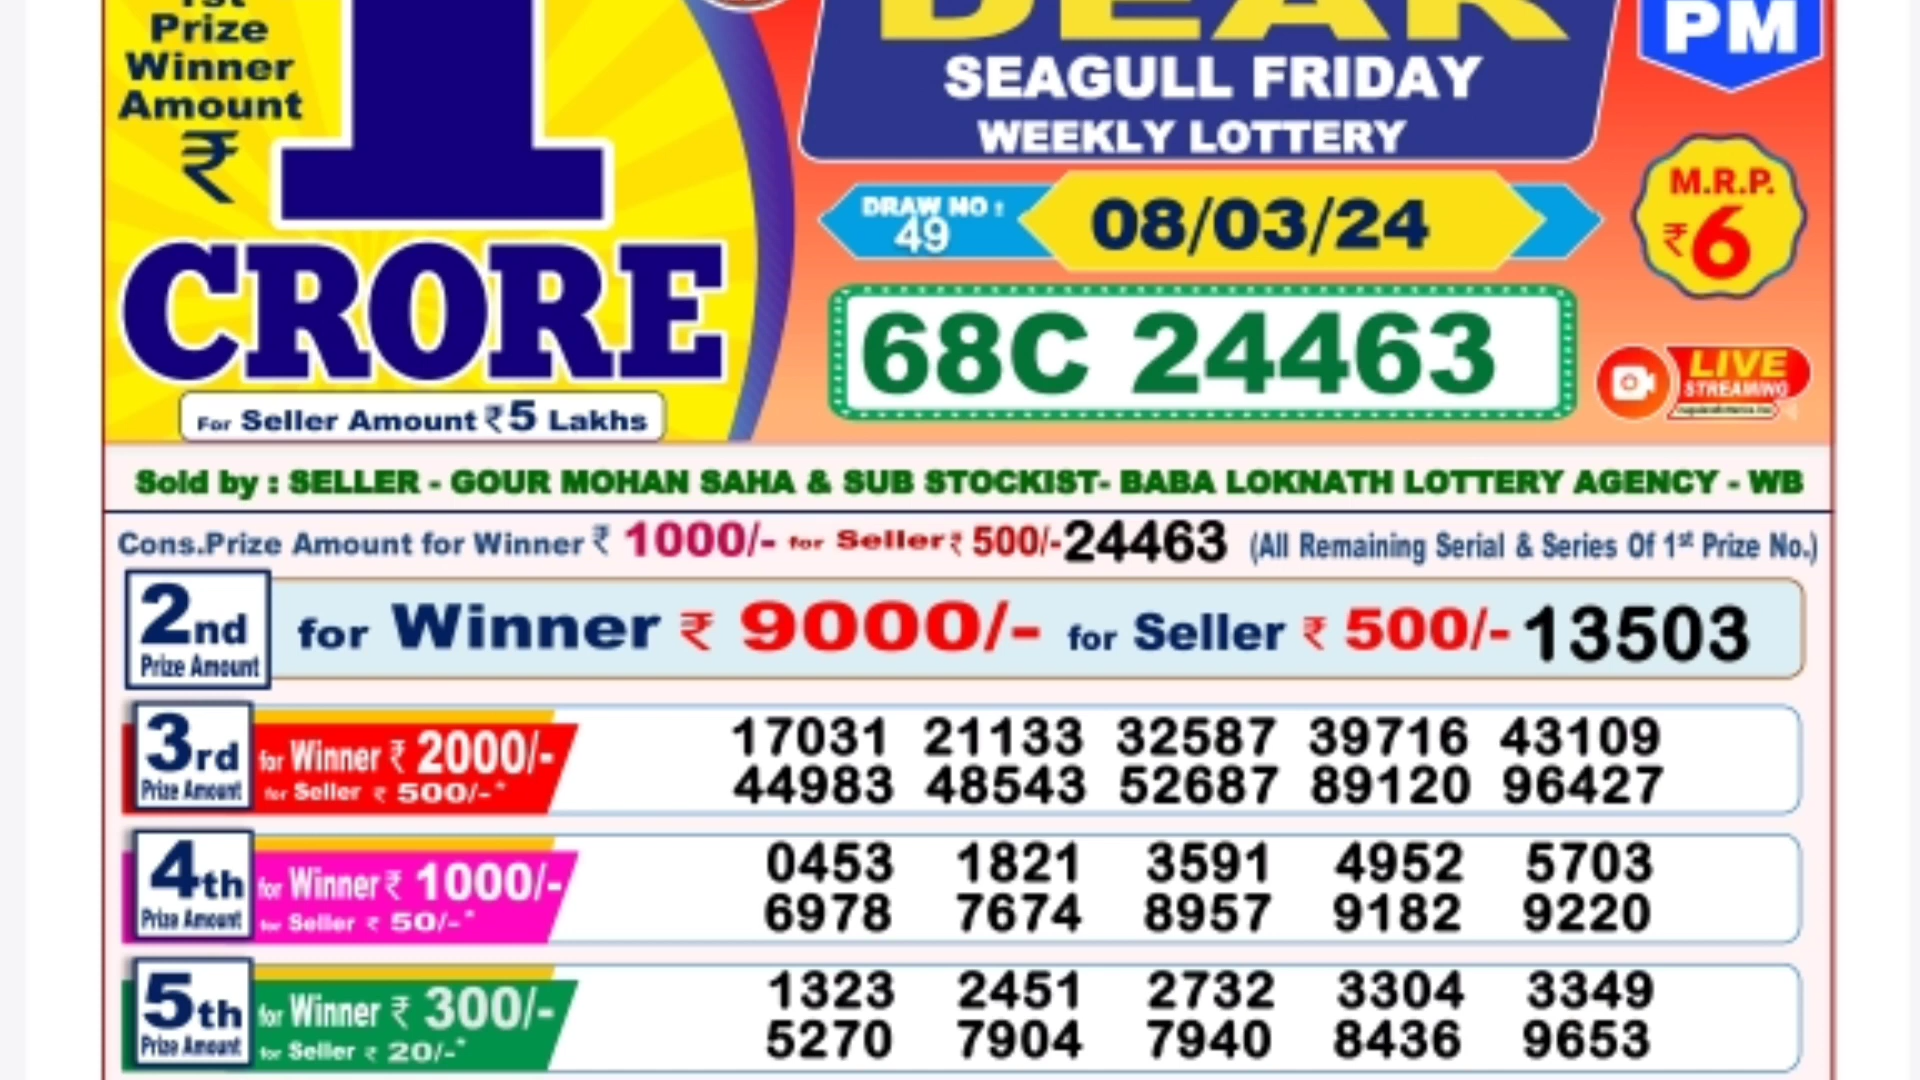 1st
Prize
Winner
Amount
₹
1
CRORE
For Seller Amount ₹ 5 Lakhs
DEAR
SEAGULL FRIDAY
WEEKLY LOTTERY
PM
DRAW NO :
49
08/03/24
M.R.P.
₹6
68C 24463
LIVE
STREAMING
Sold by : SELLER - GOUR MOHAN SAHA & SUB STOCKIST- BABA LOKNATH LOTTERY AGENCY - WB
Cons.Prize Amount for Winner ₹ 1000/- for Seller ₹ 500/- 24463 (All Remaining Serial & Series Of 1st Prize No.)
2nd
Prize Amount
for Winner ₹ 9000/- for Seller ₹ 500/- 13503
3rd
Prize Amount
for Winner ₹ 2000/-
for Seller ₹ 500/-*
17031 21133 32587 39716 43109
44983 48543 52687 89120 96427
4th
Prize Amount
for Winner ₹ 1000/-
for Seller ₹ 50/-*
0453 1821 3591 4952 5703
6978 7674 8957 9182 9220
5th
Prize Amount
for Winner ₹ 300/-
for Seller ₹ 20/-*
1323 2451 2732 3304 3349
5270 7904 7940 8436 9653